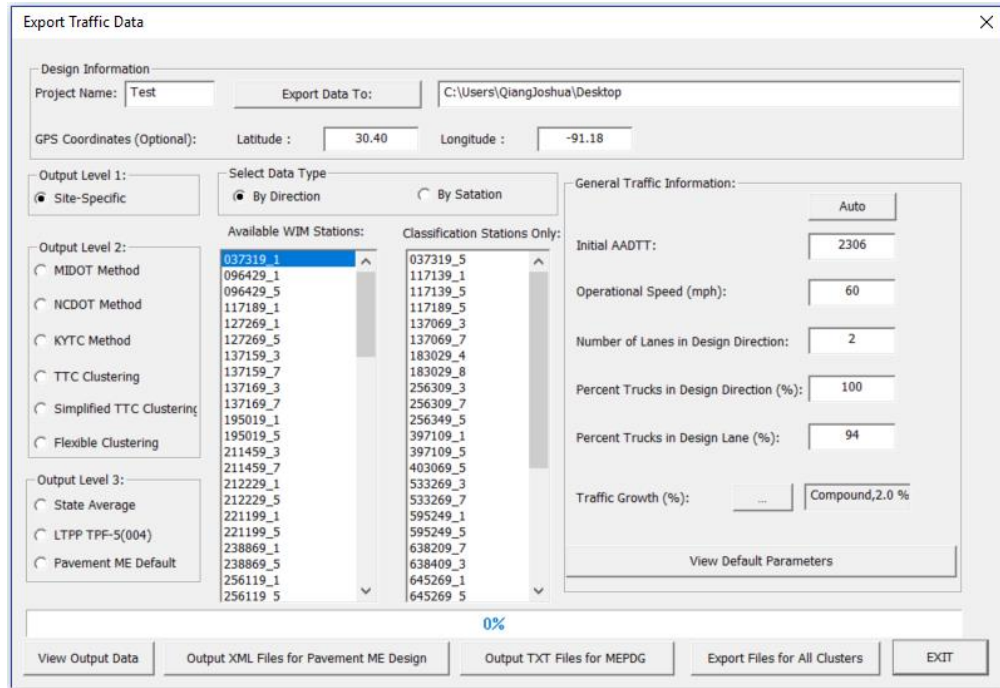 Export Traffic Data
Design Information
Project Name: Test Export Data To: C:\Users\QiangJoshua\Desktop
GPS Coordinates (Optional): Latitude : 30.40 Longitude : -91.18
Output Level 1:
Site-Specific
Select Data Type
By Direction By Satation
Output Level 2:
MIDOT Method
NCDOT Method
KYTC Method
TTC Clustering
Simplified TTC Clustering
Flexible Clustering
Output Level 3:
State Average
LTPP TPF-5(004)
Pavement ME Default
Available WIM Stations:
037319_1
096429_1
096429_5
117189_1
127269_1
127269_5
137159_3
137159_7
137169_3
137169_7
195019_1
195019_5
211459_3
211459_7
212229_1
212229_5
221199_1
221199_5
238869_1
238869_5
256119_1
256119_5
Classification Stations Only:
037319_5
117139_1
117139_5
117189_5
137069_3
137069_7
183029_4
183029_8
256309_3
256309_7
256349_5
397109_1
397109_5
403069_5
533269_3
533269_7
595249_1
595249_5
638209_7
638409_3
645269_1
645269_5
General Traffic Information:
Auto
Initial AADTT: 2306
Operational Speed (mph): 60
Number of Lanes in Design Direction: 2
Percent Trucks in Design Direction (%): 100
Percent Trucks in Design Lane (%): 94
Traffic Growth (%): ... Compound,2.0 %
View Default Parameters
0%
View Output Data Output XML Files for Pavement ME Design Output TXT Files for MEPDG Export Files for All Clusters EXIT